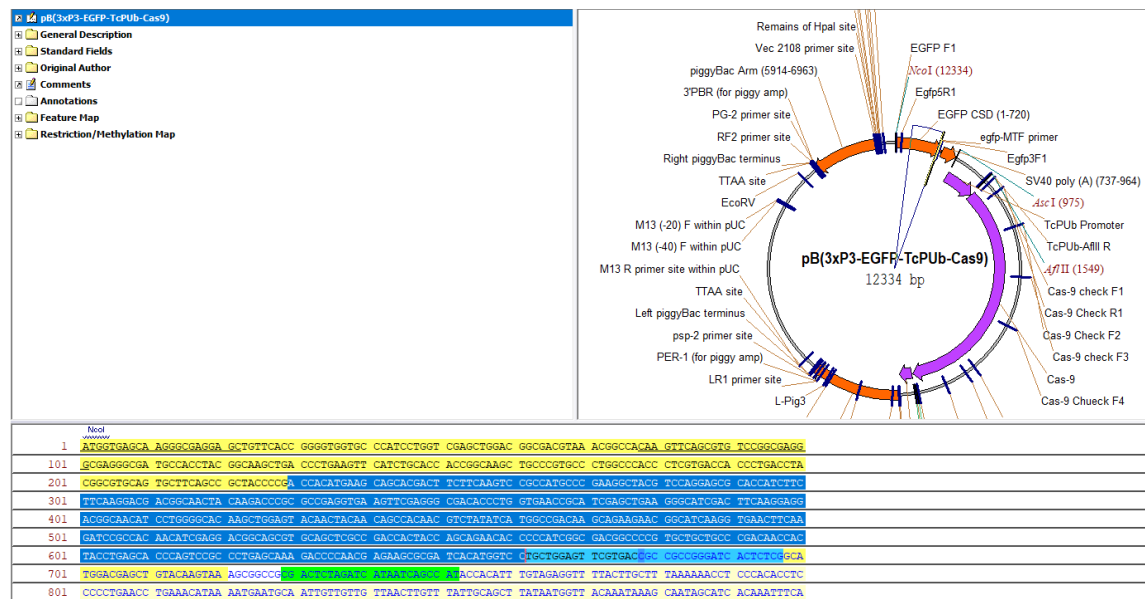 pB(3xP3-EGFP-TcPUb-Cas9)
General Description
Standard Fields
Original Author
Comments
Annotations
Feature Map
Restriction/Methylation Map
Remains of HpaI site
Vec 2108 primer site
piggyBac Arm (5914-6963)
3'PBR (for piggy amp)
PG-2 primer site
RF2 primer site
Right piggyBac terminus
TTAA site
EcoRV
M13 (-20) F within pUC
M13 (-40) F within pUC
M13 R primer site within pUC
TTAA site
Left piggyBac terminus
psp-2 primer site
PER-1 (for piggy amp)
LR1 primer site
L-Pig3
EGFP F1
NcoI (12334)
Egfp5R1
EGFP CSD (1-720)
egfp-MTF primer
Egfp3F1
SV40 poly (A) (737-964)
AscI (975)
TcPUb Promoter
TcPUb-AflII R
AflII (1549)
Cas-9 check F1
Cas-9 Check R1
Cas-9 Check F2
Cas-9 check F3
Cas-9
Cas-9 Chueck F4
pB(3xP3-EGFP-TcPUb-Cas9)
12334 bp
NcoI
1 ATGGTGAGCA AGGGCGAGGA GCTGTTCACC GGGGTGGTGC CCATCCTGGT CGAGCTGGAC GGCGACGTAA ACGGCCACAA GTTCAGCGTG TCCGGCGAGG
101 GCGAGGGCGA TGCCACCTAC GGCAAGCTGA CCCTGAAGTT CATCTGCACC ACCGGCAAGC TGCCCGTGCC CTGGCCCACC CTCGTGACCA CCCTGACCTA
201 CGGCGTGCAG TGCTTCAGCC GCTACCCCGA CCACATGAAG CAGCACGACT TCTTCAAGTC CGCCATGCCC GAAGGCTACG TCCAGGAGCG CACCATCTTC
301 TTCAAGGACG ACGGCAACTA CAAGACCCGC GCCGAGGTGA AGTTCGAGGG CGACACCCTG GTGAACCGCA TCGAGCTGAA GGGCATCGAC TTCAAGGAGG
401 ACGGCAACAT CCTGGGGCAC AAGCTGGAGT ACAACTACAA CAGCCACAAC GTCTATATCA TGGCCGACAA GCAGAAGAAC GGCATCAAGG TGAACTTCAA
501 GATCCGCCAC AACATCGAGG ACGGCAGCGT GCAGCTCGCC GACCACTACC AGCAGAACAC CCCCATCGGC GACGGCCCCG TGCTGCTGCC CGACAACCAC
601 TACCTGAGCA CCCAGTCCGC CCTGAGCAAA GACCCCAACG AGAAGCGCGA TCACATGGTC CTGCTGGAGT TCGTGACCGC CGCCGGGATC ACTCTCGGCA
701 TGGACGAGCT GTACAAGTAA AGCGGCCGCG ACTCTAGATC ATAATCAGCC ATACCACATT TGTAGAGGTT TTACTTGCTT TAAAAAACCT CCCACACCTC
801 CCCCTGAACC TGAAACATAA AATGAATGCA ATTGTTGTTG TTAACTTGTT TATTGCAGCT TATAATGGTT ACAAATAAAG CAATAGCATC ACAAATTTCA